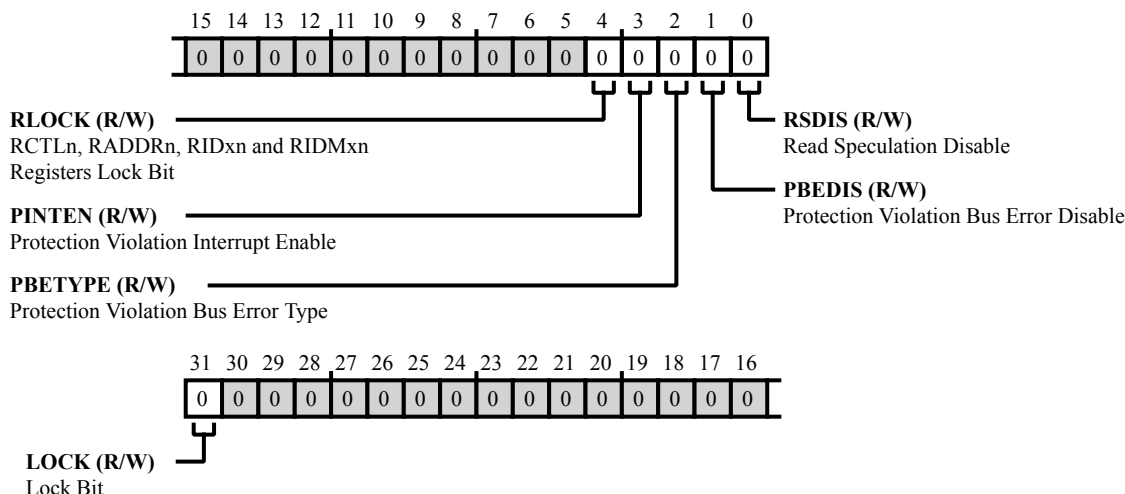 15 14 13 12 11 10 9 8 7 6 5 4 3 2 1 0
0 0 0 0 0 0 0 0 0 0 0 0 0 0 0 0
RLOCK (R/W)
RCTLn, RADDRn, RIDxn and RIDMxn
Registers Lock Bit
PINTEN (R/W)
Protection Violation Interrupt Enable
PBETYPE (R/W)
Protection Violation Bus Error Type
RSDIS (R/W)
Read Speculation Disable
PBEDIS (R/W)
Protection Violation Bus Error Disable
31 30 29 28 27 26 25 24 23 22 21 20 19 18 17 16
0 0 0 0 0 0 0 0 0 0 0 0 0 0 0 0
LOCK (R/W)
Lock Bit